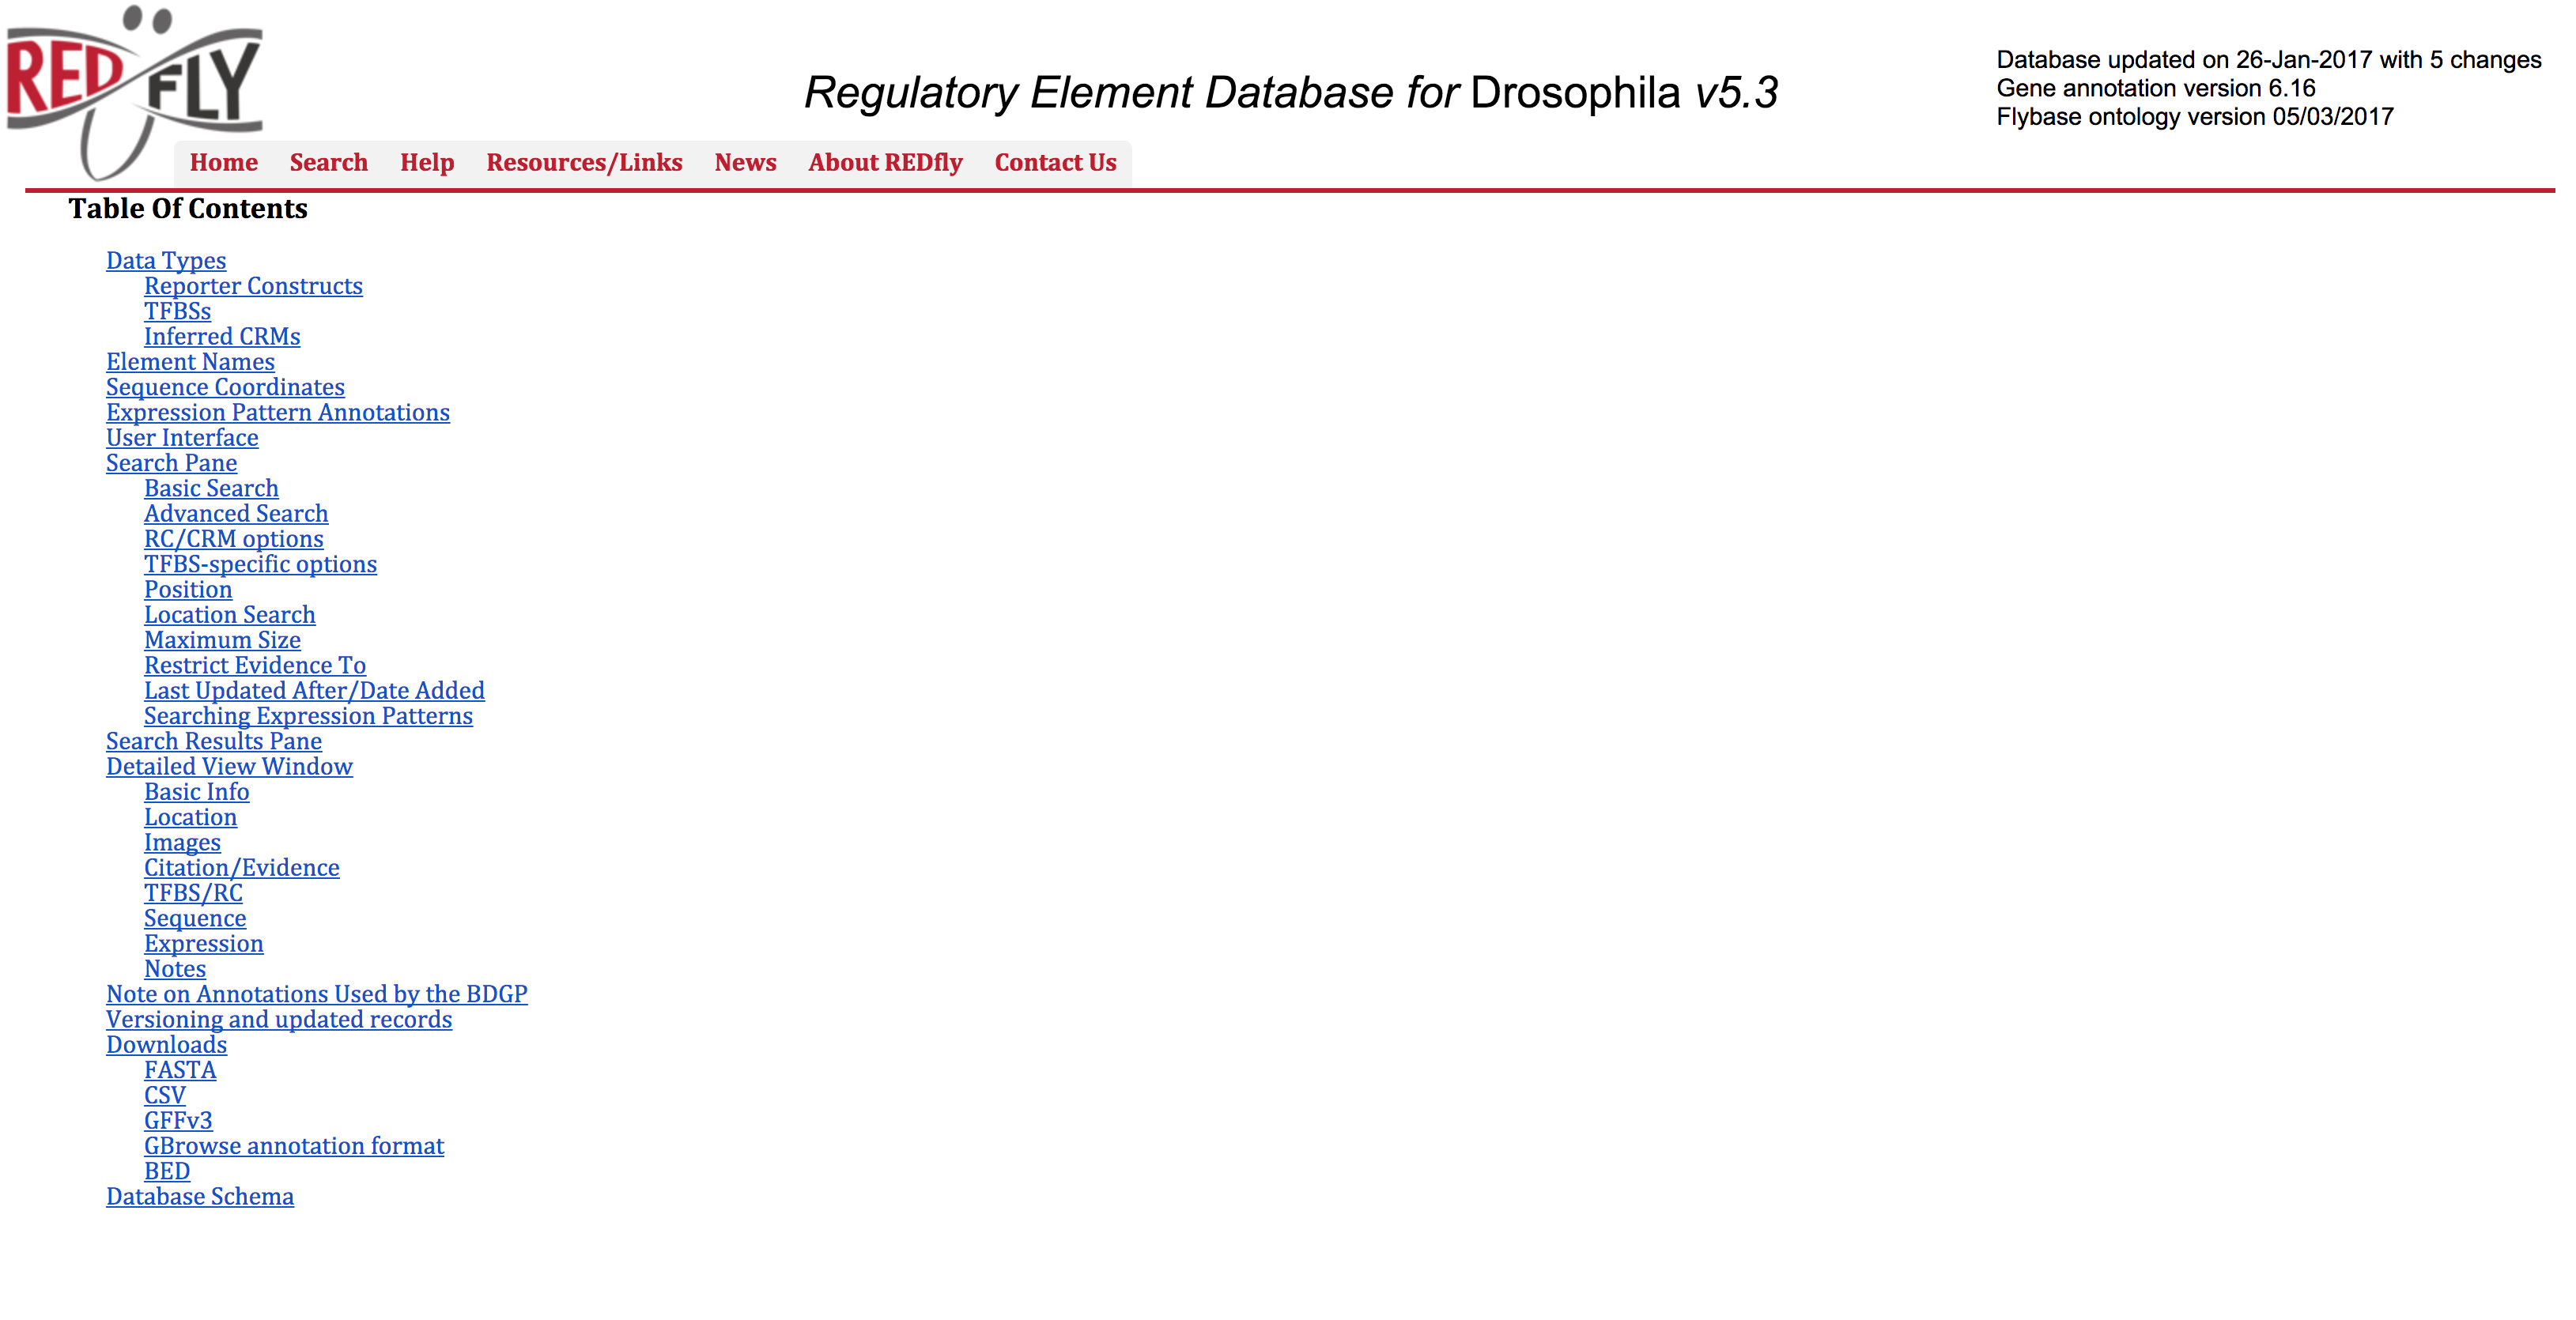 RED FLY
Regulatory Element Database for Drosophila v5.3
Database updated on 26-Jan-2017 with 5 changes
Gene annotation version 6.16
Flybase ontology version 05/03/2017
Home Search Help Resources/Links News About REDfly Contact Us
Table Of Contents
Data Types
Reporter Constructs
TFBSs
Inferred CRMs
Element Names
Sequence Coordinates
Expression Pattern Annotations
User Interface
Search Pane
Basic Search
Advanced Search
RC/CRM options
TFBS-specific options
Position
Location Search
Maximum Size
Restrict Evidence To
Last Updated After/Date Added
Searching Expression Patterns
Search Results Pane
Detailed View Window
Basic Info
Location
Images
Citation/Evidence
TFBS/RC
Sequence
Expression
Notes
Note on Annotations Used by the BDGP
Versioning and updated records
Downloads
FASTA
CSV
GFFv3
GBrowse annotation format
BED
Database Schema